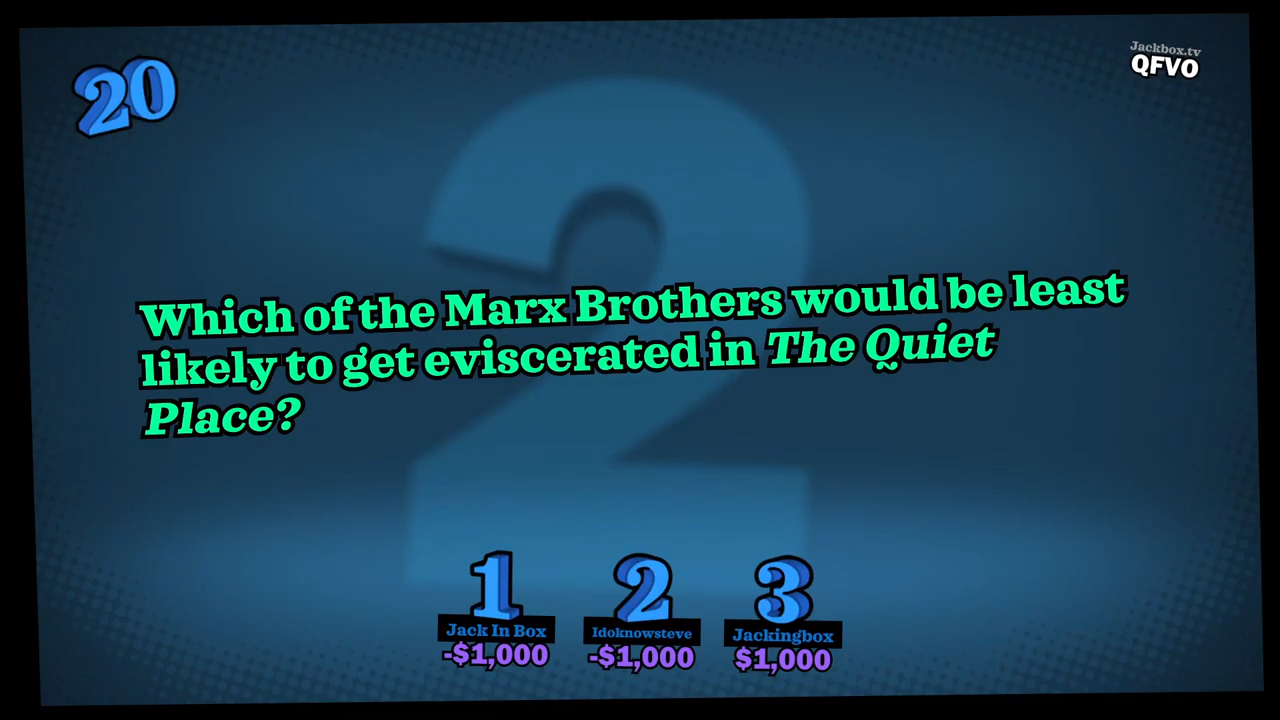 20
Jackbox.tv
QFVO
Which of the Marx Brothers would be least
likely to get eviscerated in The Quiet
Place?
2
1 2 3
Jack In Box Idoknowsteve Jackingbox
-$1,000 -$1,000 $1,000